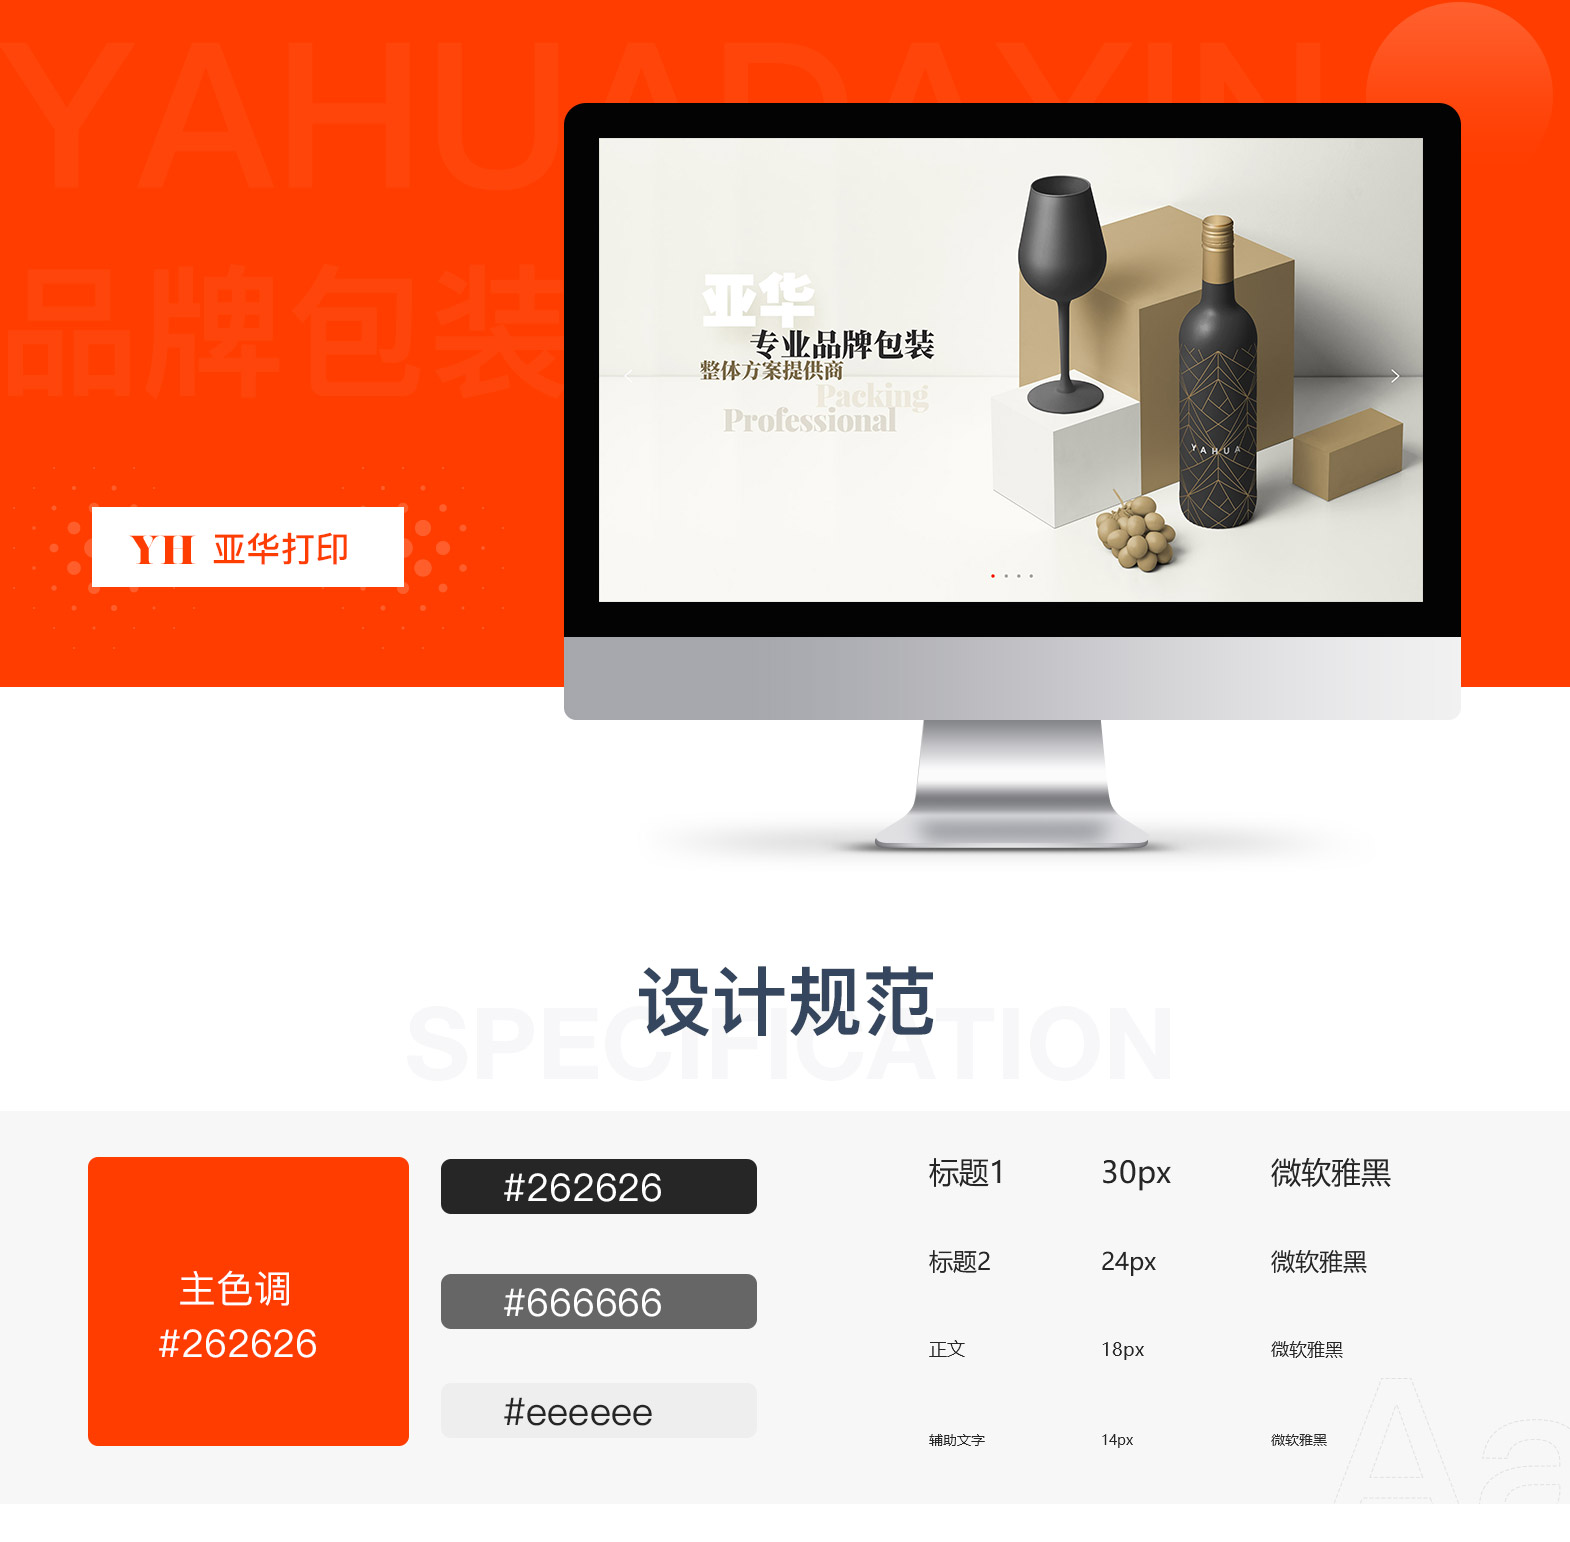 YAHUADAYIN
品牌包装
YH 亚华打印
亚华
专业品牌包装
整体方案提供商
Packing
Professional
YAHUA
设计规范
SPECIFICATION
主色调
#262626
#262626
#666666
#eeeeee
标题1 30px 微软雅黑
标题2 24px 微软雅黑
正文 18px 微软雅黑
辅助文字 14px 微软雅黑
Aa